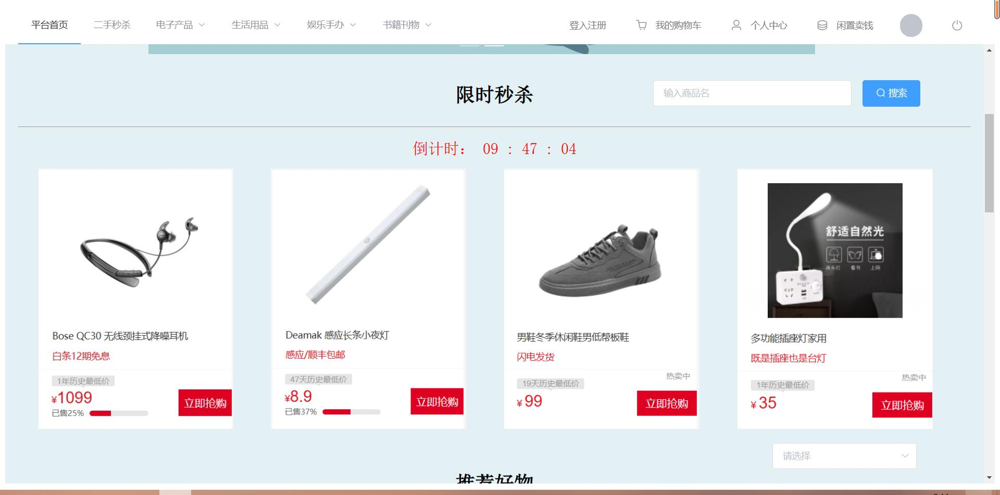 平台首页 二手秒杀 电子产品 生活用品 娱乐手办 书籍刊物 登入注册 我的购物车 个人中心 闲置卖钱
限时秒杀 输入商品名 搜索
倒计时： 09 : 47 : 04
舒适自然光
床头灯 看书 上网
Bose QC30 无线颈挂式降噪耳机
白条12期免息
1年历史最低价
¥1099
已售25%
立即抢购
Deamak 感应长条小夜灯
感应/顺丰包邮
47天历史最低价
¥8.9
已售37%
立即抢购
男鞋冬季休闲鞋男低帮板鞋
闪电发货
热卖中
19天历史最低价
¥ 99
立即抢购
多功能插座灯家用
既是插座也是台灯
热卖中
1年历史最低价
¥ 35
立即抢购
请选择
推荐好物